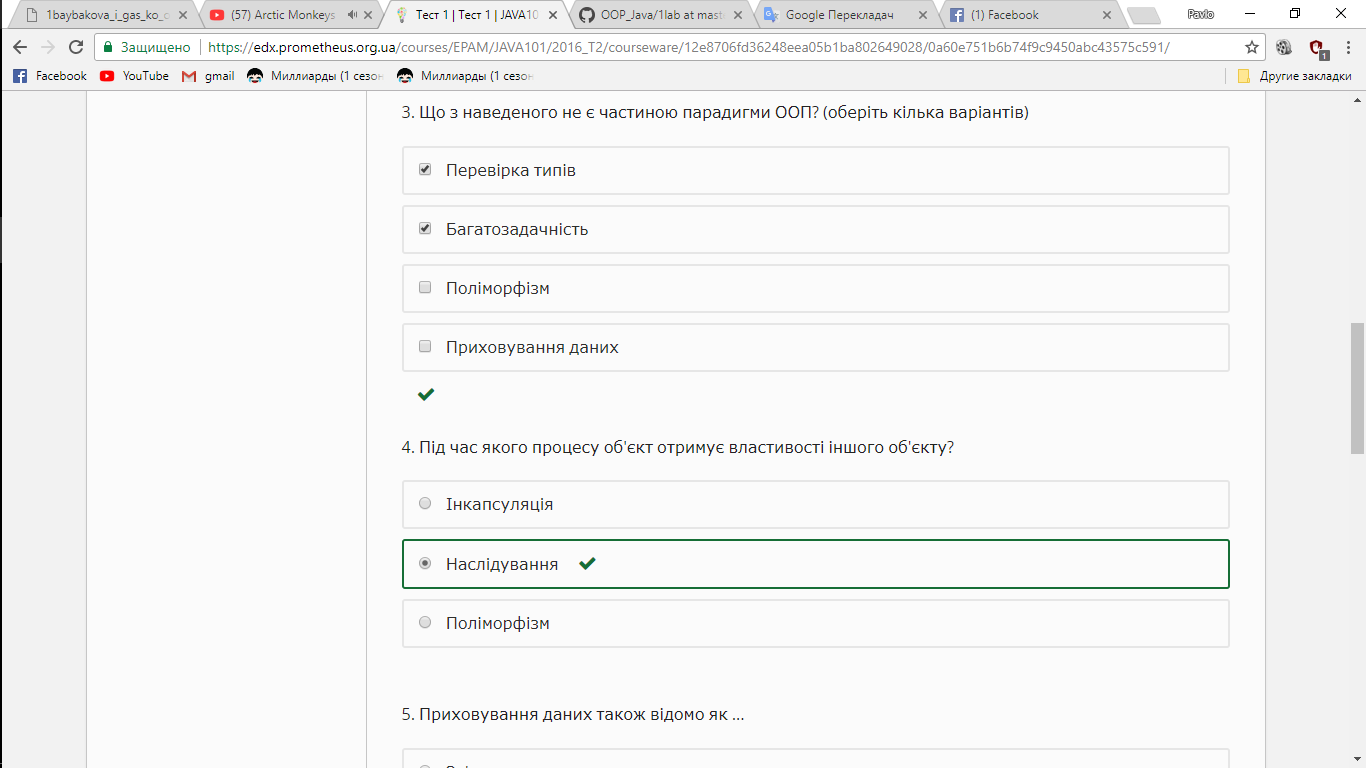 1baybakova_i_gas_ko_o
(57) Arctic Monkeys
Тест 1 | Тест 1 | JAVA10
OOP_Java/1lab at mast
Google Перекладач
(1) Facebook
Pavlo
Защищено
https://edx.prometheus.org.ua/courses/EPAM/JAVA101/2016_T2/courseware/12e8706fd36248eea05b1ba802649028/0a60e751b6b74f9c9450abc43575c591/
1
Facebook
YouTube
gmail
Миллиарды (1 сезон
Миллиарды (1 сезон
Другие закладки
3. Що з наведеного не є частиною парадигми ООП? (оберіть кілька варіантів)
Перевірка типів
Багатозадачність
Поліморфізм
Приховування даних
4. Під час якого процесу об'єкт отримує властивості іншого об'єкту?
Інкапсуляція
Наслідування
Поліморфізм
5. Приховування даних також відомо як ...